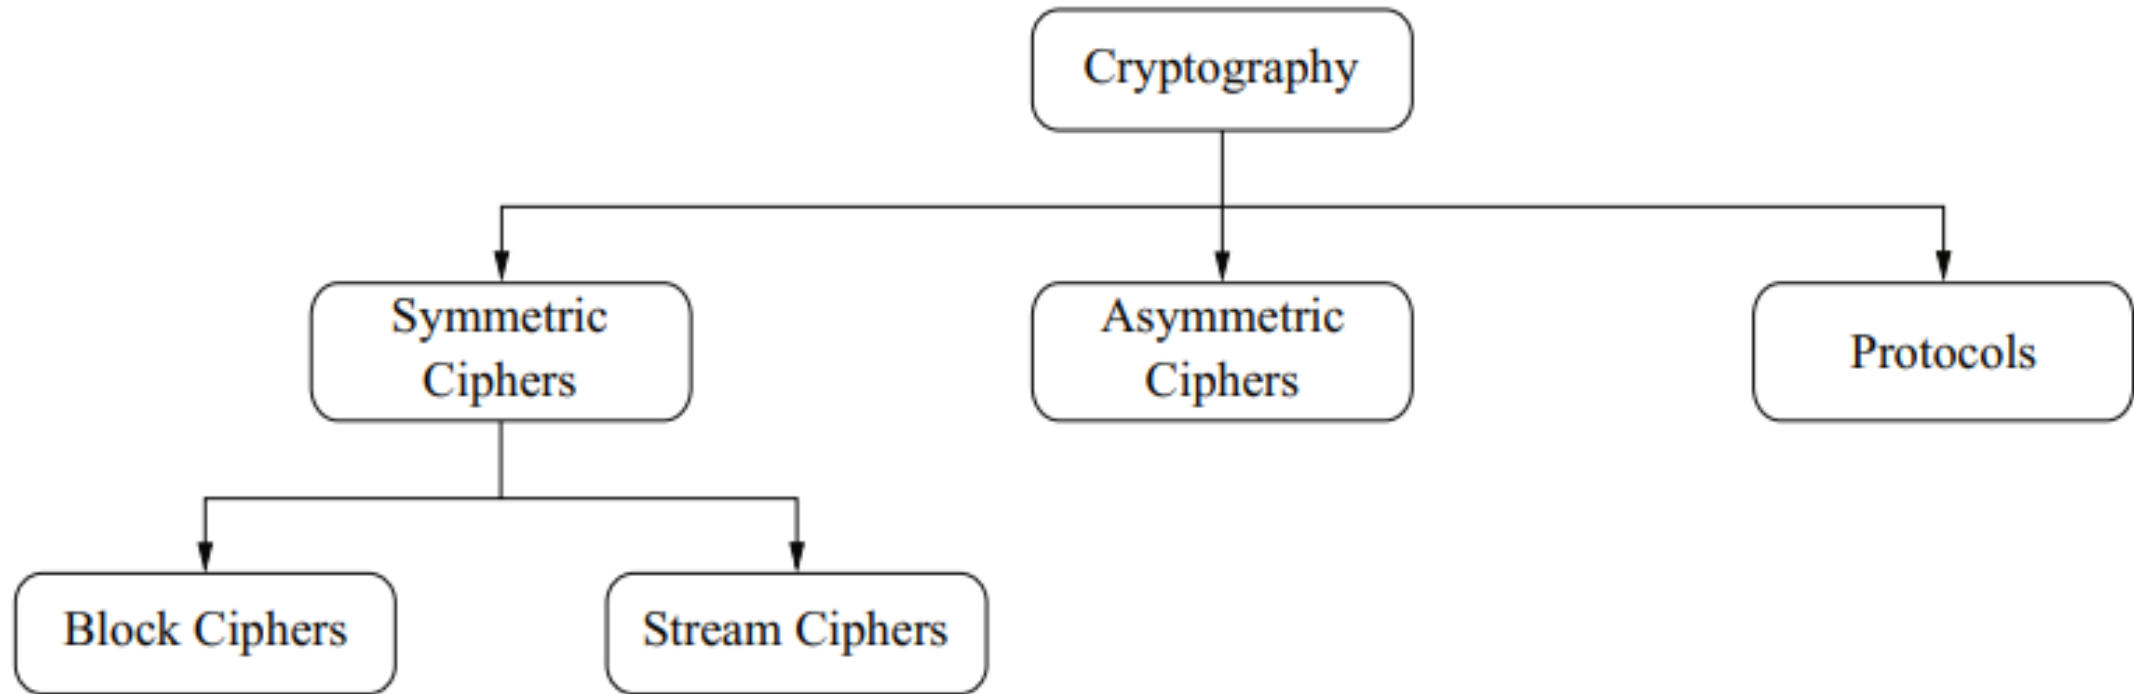 Cryptography
Symmetric
Ciphers
Asymmetric
Ciphers
Protocols
Block Ciphers
Stream Ciphers